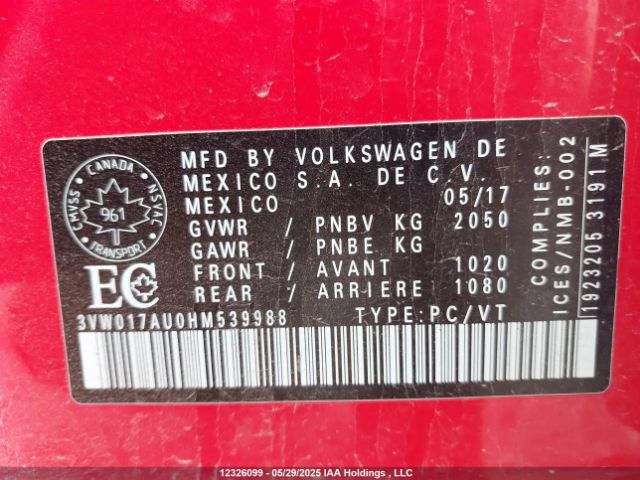 CANADA
CMVSS
NSVAC
961
TRANSPORT
EC
MFD BY VOLKSWAGEN DE
MEXICO S.A. DE C.V.
MEXICO 05/17
GVWR / PNBV KG 2050
GAWR / PNBE KG
FRONT / AVANT 1020
REAR / ARRIERE 1080
3VW017AU0HM539988 TYPE:PC/VT
COMPLIES:
ICES/NMB-002
1923205 3191 M
12326099 - 05/29/2025 IAA Holdings , LLC